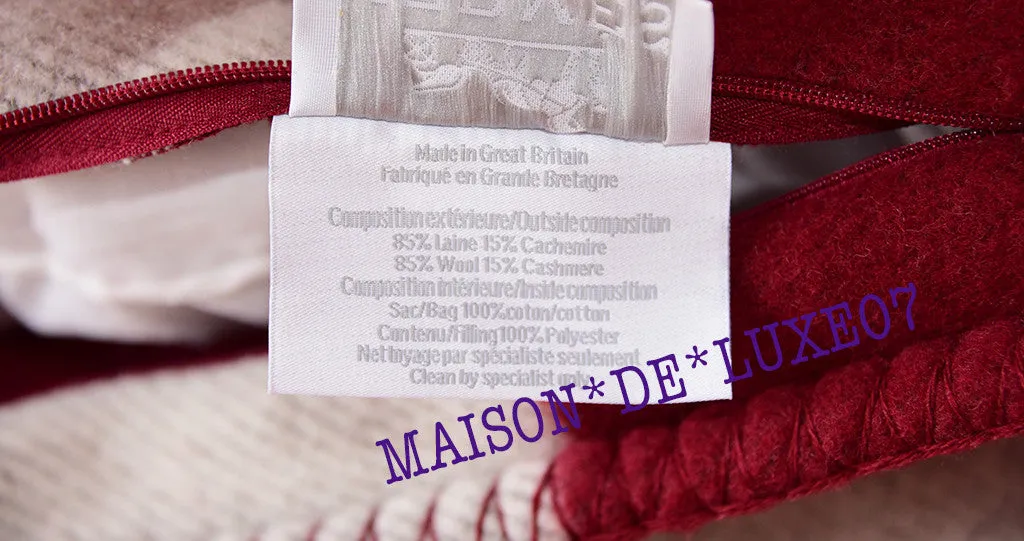 Made in Great Britain
Fabriqué en Grande Bretagne
Composition extérieure/Outside composition
85% Laine 15% Cachemire
85% Wool 15% Cashmere
Composition intérieure/Inside composition
Sac/Bag 100%coton/cotton
Contenu/Filling 100% Polyester
Nettoyage par spécialiste seulement
Clean by specialist only
MAISON*DE*LUXE07